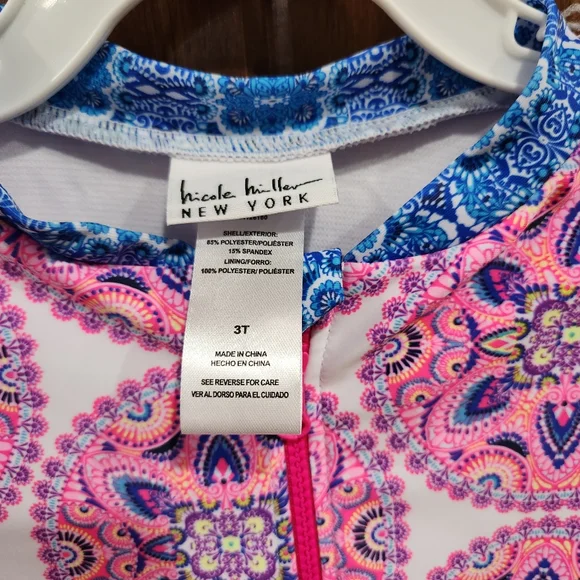 nicole miller
NEW YORK
SHELL/EXTERIOR:
85% POLYESTER/POLIÉSTER
15% SPANDEX
LINING/FORRO:
100% POLYESTER/ POLIÉSTER
3T
MADE IN CHINA
HECHO EN CHINA
SEE REVERSE FOR CARE
VER AL DORSO PARA EL CUIDADO